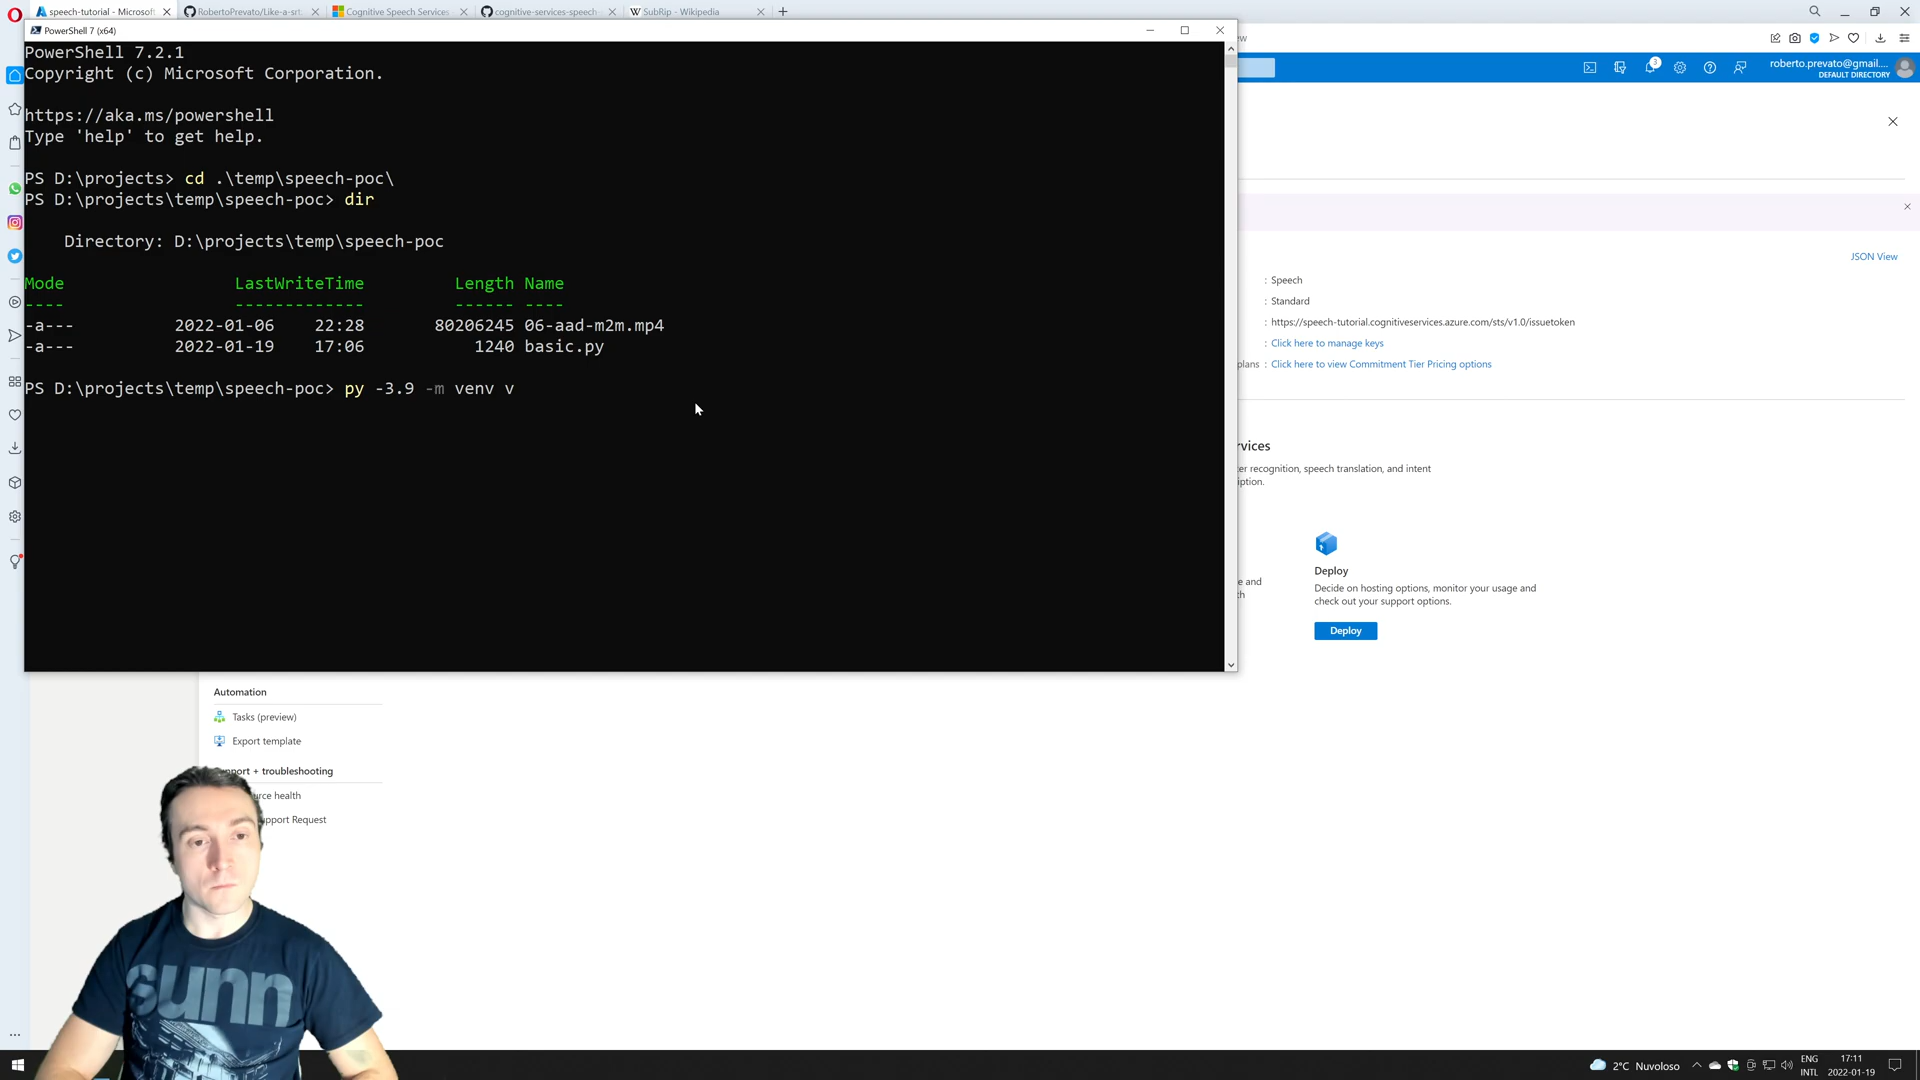 speech-tutorial - Microsoft
RobertoPrevato/Like-a-srt
Cognitive Speech Services
cognitive-services-speech-
SubRip - Wikipedia
PowerShell 7 (x64)
PowerShell 7.2.1
Copyright (c) Microsoft Corporation.
https://aka.ms/powershell
Type 'help' to get help.
PS D:\projects> cd .\temp\speech-poc\
PS D:\projects\temp\speech-poc> dir
Directory: D:\projects\temp\speech-poc
Mode LastWriteTime Length Name
---- ------------- ------ ----
-a--- 2022-01-06 22:28 80206245 06-aad-m2m.mp4
-a--- 2022-01-19 17:06 1240 basic.py
PS D:\projects\temp\speech-poc> py -3.9 -m venv v
ew
3
roberto.prevato@gmail....
DEFAULT DIRECTORY
JSON View
: Speech
: Standard
: https://speech-tutorial.cognitiveservices.azure.com/sts/v1.0/issuetoken
: Click here to manage keys
plans : Click here to view Commitment Tier Pricing options
rvices
er recognition, speech translation, and intent
iption.
e and
ch
Deploy
Decide on hosting options, monitor your usage and
check out your support options.
Deploy
Automation
Tasks (preview)
Export template
pport + troubleshooting
urce health
upport Request
sunn
2°C Nuvoloso
ENG
INTL
17:11
2022-01-19